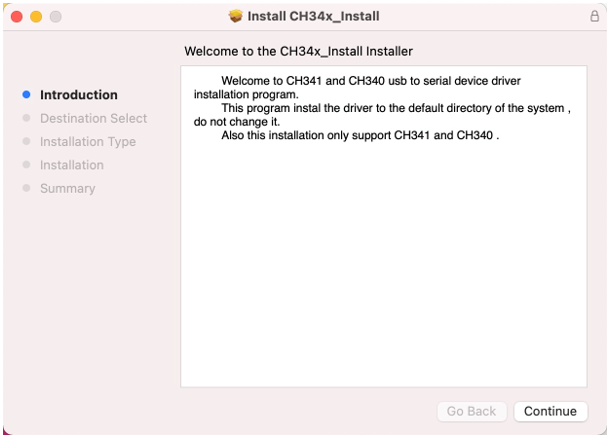 Install CH34x_Install
Welcome to the CH34x_Install Installer
Introduction
Destination Select
Installation Type
Installation
Summary
Welcome to CH341 and CH340 usb to serial device driver
installation program.
This program instal the driver to the default directory of the system ,
do not change it.
Also this installation only support CH341 and CH340 .
Go Back
Continue